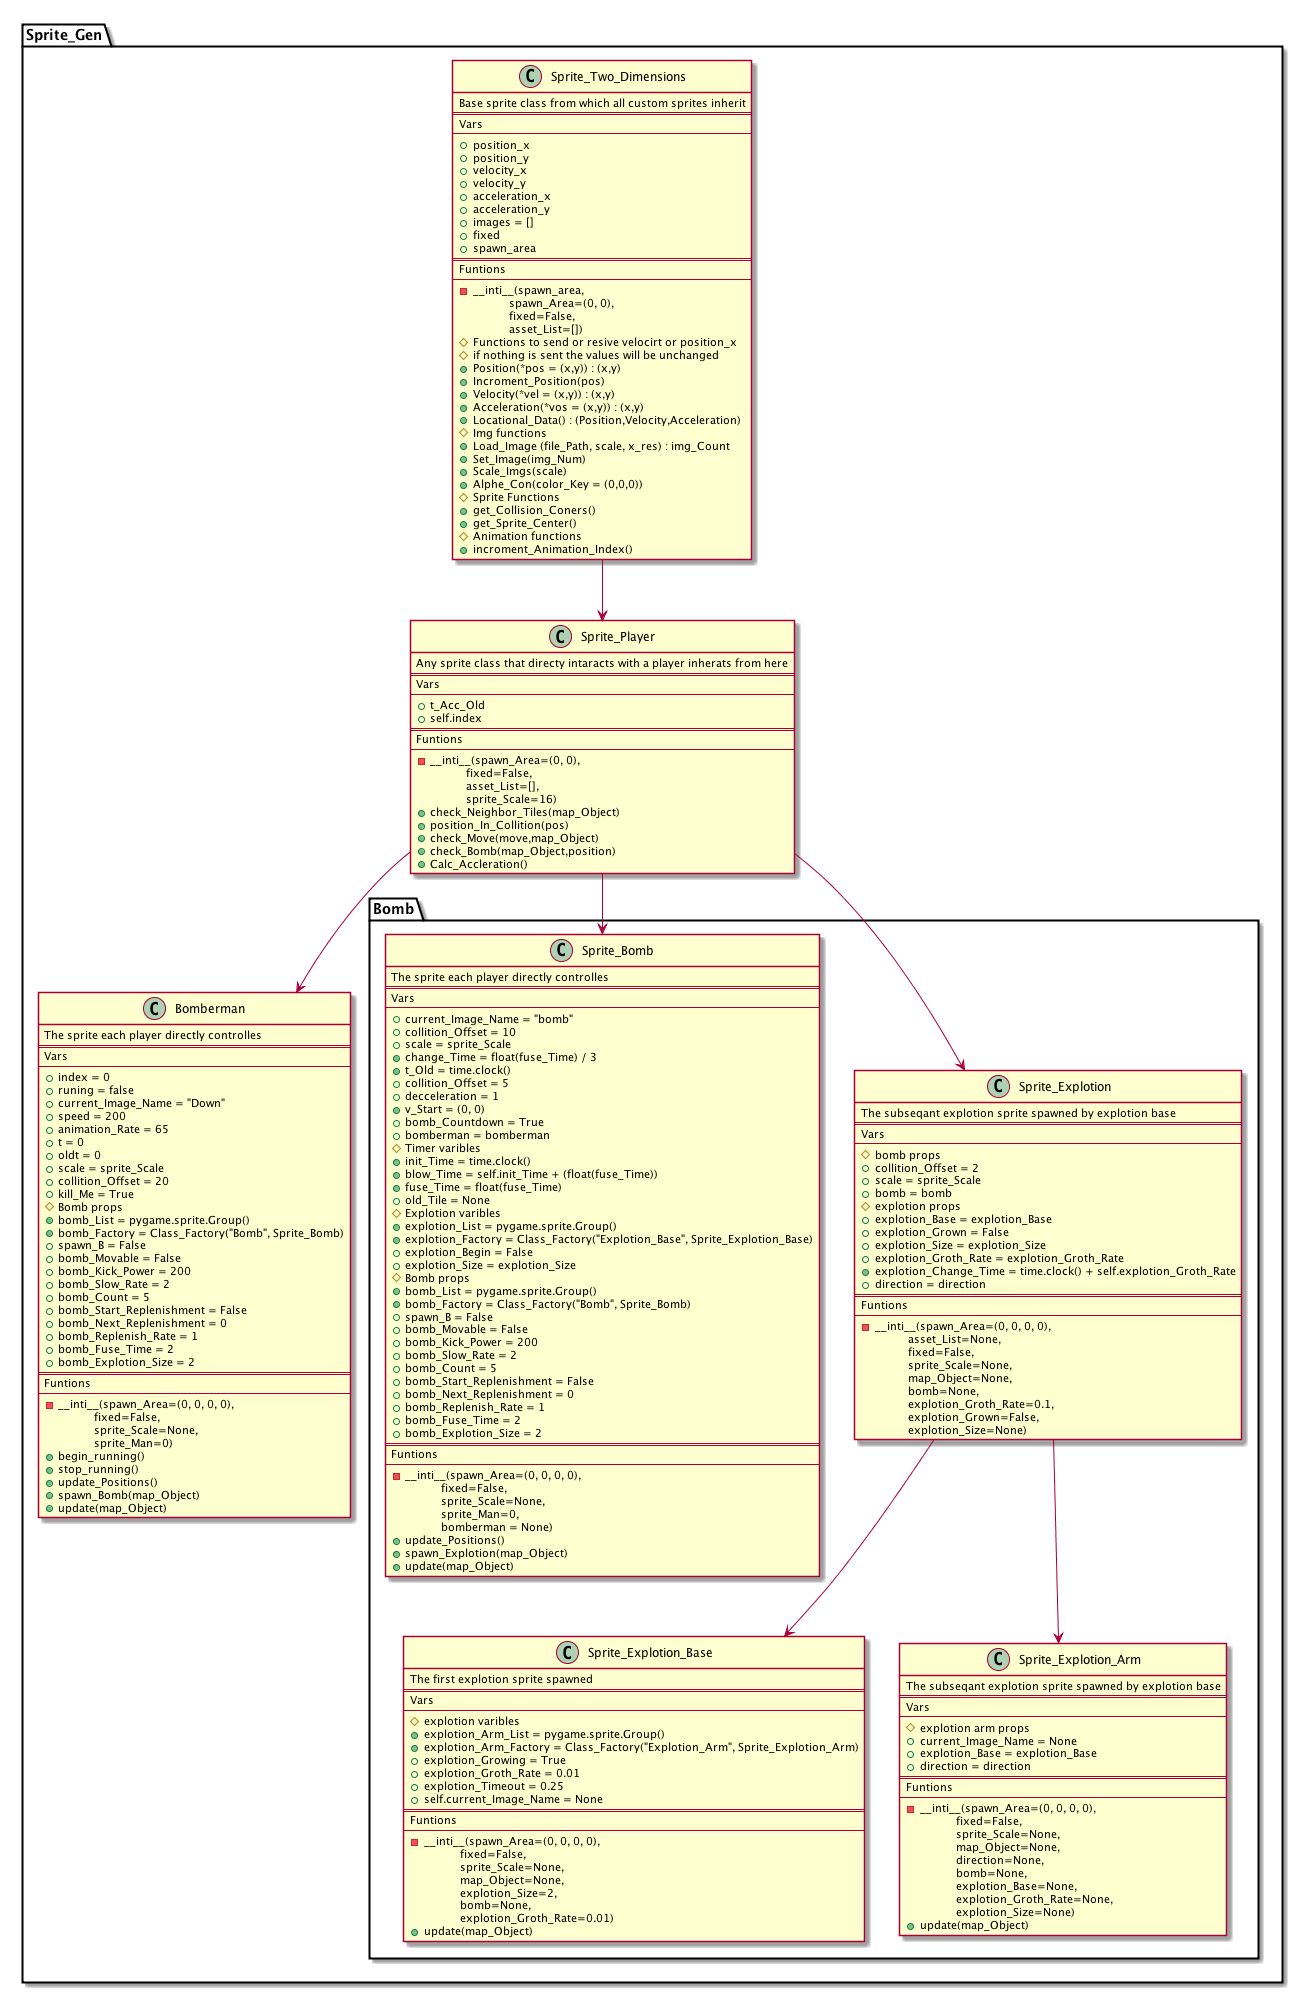 Sprite_Gen
C Sprite_Two_Dimensions
Base sprite class from which all custom sprites inherit
Vars
position_x
position_y
velocity_x
velocity_y
acceleration_x
acceleration_y
images = []
fixed
spawn_area
Funtions
__inti__(spawn_area,
spawn_Area=(0, 0),
fixed=False,
asset_List=[])
Functions to send or resive velocirt or position_x
if nothing is sent the values will be unchanged
Position(*pos = (x,y)) : (x,y)
Incroment_Position(pos)
Velocity(*vel = (x,y)) : (x,y)
Acceleration(*vos = (x,y)) : (x,y)
Locational_Data() : (Position,Velocity,Acceleration)
Img functions
Load_Image (file_Path, scale, x_res) : img_Count
Set_Image(img_Num)
Scale_Imgs(scale)
Alphe_Con(color_Key = (0,0,0))
Sprite Functions
get_Collision_Coners()
get_Sprite_Center()
Animation functions
incroment_Animation_Index()
C Sprite_Player
Any sprite class that directy intaracts with a player inherats from here
Vars
t_Acc_Old
self.index
Funtions
__inti__(spawn_Area=(0, 0),
fixed=False,
asset_List=[],
sprite_Scale=16)
check_Neighbor_Tiles(map_Object)
position_In_Collition(pos)
check_Move(move,map_Object)
check_Bomb(map_Object,position)
Calc_Accleration()
C Bomberman
The sprite each player directly controlles
Vars
index = 0
runing = false
current_Image_Name = "Down"
speed = 200
animation_Rate = 65
t = 0
oldt = 0
scale = sprite_Scale
collition_Offset = 20
kill_Me = True
Bomb props
bomb_List = pygame.sprite.Group()
bomb_Factory = Class_Factory("Bomb", Sprite_Bomb)
spawn_B = False
bomb_Movable = False
bomb_Kick_Power = 200
bomb_Slow_Rate = 2
bomb_Count = 5
bomb_Start_Replenishment = False
bomb_Next_Replenishment = 0
bomb_Replenish_Rate = 1
bomb_Fuse_Time = 2
bomb_Explotion_Size = 2
Funtions
__inti__(spawn_Area=(0, 0, 0, 0),
fixed=False,
sprite_Scale=None,
sprite_Man=0)
begin_running()
stop_running()
update_Positions()
spawn_Bomb(map_Object)
update(map_Object)
Bomb
C Sprite_Bomb
The sprite each player directly controlles
Vars
current_Image_Name = "bomb"
collition_Offset = 10
scale = sprite_Scale
change_Time = float(fuse_Time) / 3
t_Old = time.clock()
collition_Offset = 5
decceleration = 1
v_Start = (0, 0)
bomb_Countdown = True
bomberman = bomberman
Timer varibles
init_Time = time.clock()
blow_Time = self.init_Time + (float(fuse_Time))
fuse_Time = float(fuse_Time)
old_Tile = None
Explotion varibles
explotion_List = pygame.sprite.Group()
explotion_Factory = Class_Factory("Explotion_Base", Sprite_Explotion_Base)
explotion_Begin = False
explotion_Size = explotion_Size
Bomb props
bomb_List = pygame.sprite.Group()
bomb_Factory = Class_Factory("Bomb", Sprite_Bomb)
spawn_B = False
bomb_Movable = False
bomb_Kick_Power = 200
bomb_Slow_Rate = 2
bomb_Count = 5
bomb_Start_Replenishment = False
bomb_Next_Replenishment = 0
bomb_Replenish_Rate = 1
bomb_Fuse_Time = 2
bomb_Explotion_Size = 2
Funtions
__inti__(spawn_Area=(0, 0, 0, 0),
fixed=False,
sprite_Scale=None,
sprite_Man=0,
bomberman = None)
update_Positions()
spawn_Explotion(map_Object)
update(map_Object)
C Sprite_Explotion
The subseqant explotion sprite spawned by explotion base
Vars
bomb props
collition_Offset = 2
scale = sprite_Scale
bomb = bomb
explotion props
explotion_Base = explotion_Base
explotion_Grown = False
explotion_Size = explotion_Size
explotion_Groth_Rate = explotion_Groth_Rate
explotion_Change_Time = time.clock() + self.explotion_Groth_Rate
direction = direction
Funtions
__inti__(spawn_Area=(0, 0, 0, 0),
asset_List=None,
fixed=False,
sprite_Scale=None,
map_Object=None,
bomb=None,
explotion_Groth_Rate=0.1,
explotion_Grown=False,
explotion_Size=None)
C Sprite_Explotion_Base
The first explotion sprite spawned
Vars
explotion varibles
explotion_Arm_List = pygame.sprite.Group()
explotion_Arm_Factory = Class_Factory("Explotion_Arm", Sprite_Explotion_Arm)
explotion_Growing = True
explotion_Groth_Rate = 0.01
explotion_Timeout = 0.25
self.current_Image_Name = None
Funtions
__inti__(spawn_Area=(0, 0, 0, 0),
fixed=False,
sprite_Scale=None,
map_Object=None,
explotion_Size=2,
bomb=None,
explotion_Groth_Rate=0.01)
update(map_Object)
C Sprite_Explotion_Arm
The subseqant explotion sprite spawned by explotion base
Vars
explotion arm props
current_Image_Name = None
explotion_Base = explotion_Base
direction = direction
Funtions
__inti__(spawn_Area=(0, 0, 0, 0),
fixed=False,
sprite_Scale=None,
map_Object=None,
direction=None,
bomb=None,
explotion_Base=None,
explotion_Groth_Rate=None,
explotion_Size=None)
update(map_Object)